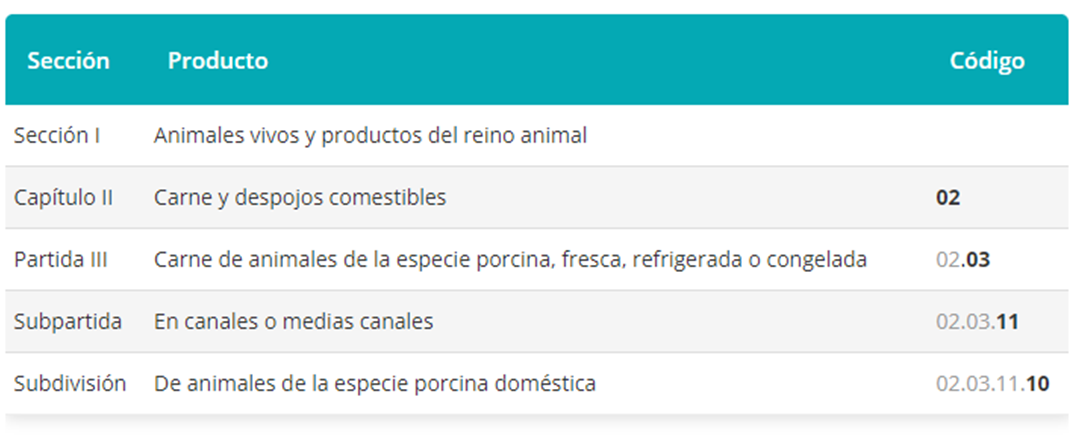 Sección Producto Código
Sección I Animales vivos y productos del reino animal
Capítulo II Carne y despojos comestibles 02
Partida III Carne de animales de la especie porcina, fresca, refrigerada o congelada 02.03
Subpartida En canales o medias canales 02.03.11
Subdivisión De animales de la especie porcina doméstica 02.03.11.10